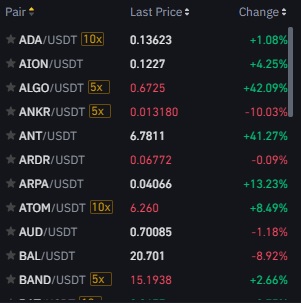 Pair Last Price Change
ADA/USDT 10x 0.13623 +1.08%
AION/USDT 0.1227 +4.25%
ALGO/USDT 5x 0.6725 +42.09%
ANKR/USDT 5x 0.013180 -10.03%
ANT/USDT 6.7811 +41.27%
ARDR/USDT 0.06772 -0.09%
ARPA/USDT 0.04066 +13.23%
ATOM/USDT 10x 6.260 +8.49%
AUD/USDT 0.70085 -1.18%
BAL/USDT 20.701 -8.92%
BAND/USDT 5x 15.1938 +2.66%